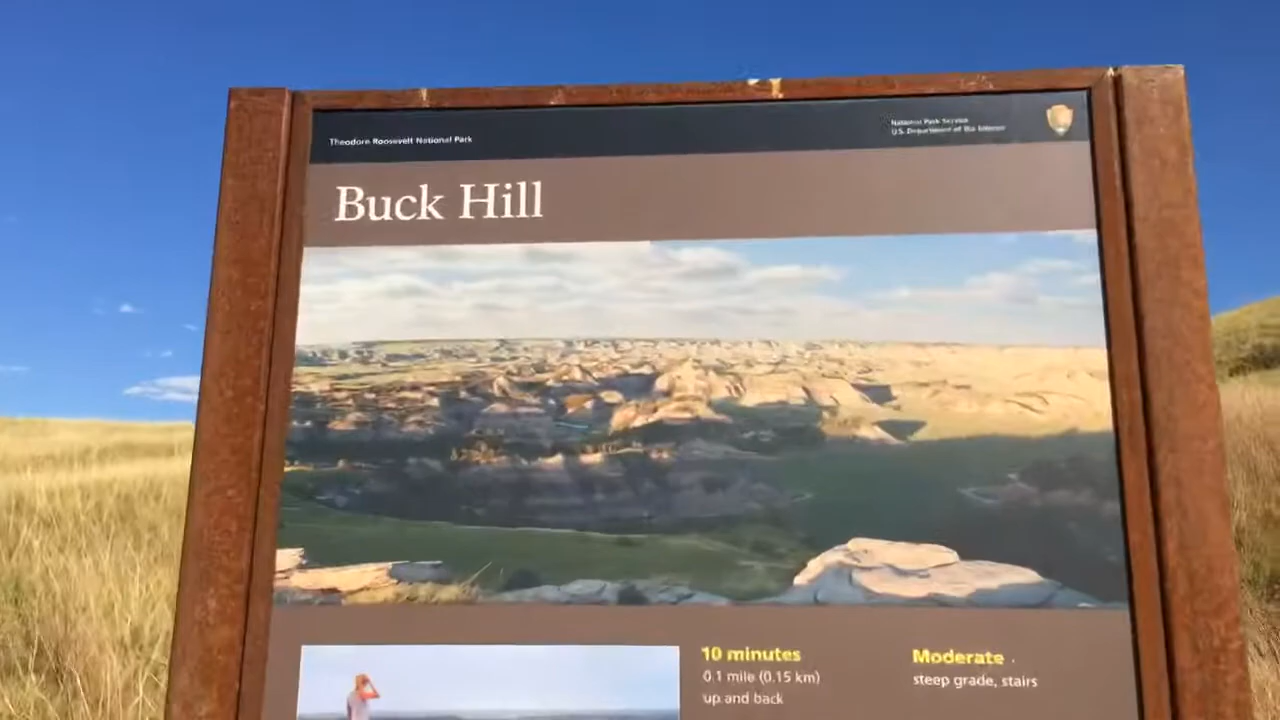 Theodore Roosevelt National Park
National Park Service
U.S. Department of the Interior
Buck Hill
10 minutes
0.1 mile (0.15 km)
up and back
Moderate
steep grade, stairs